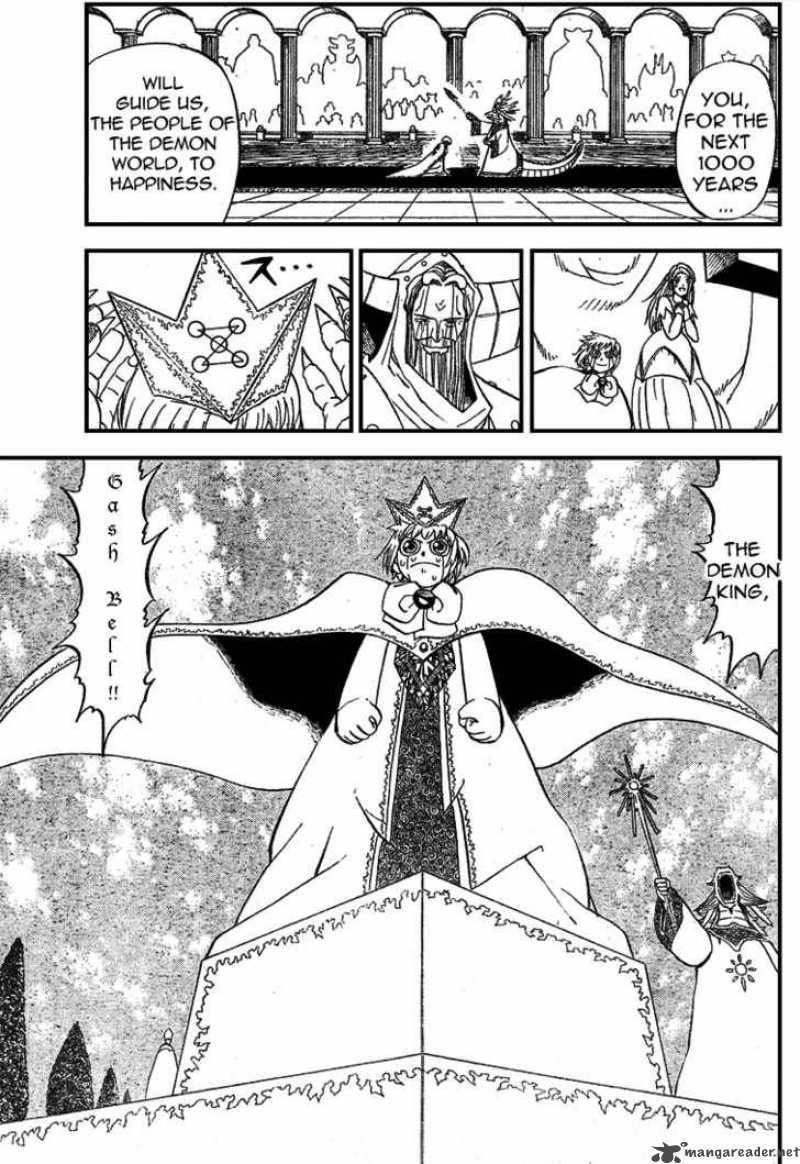 YOU,
FOR THE
NEXT
1000
YEARS
...
WILL
GUIDE US,
THE PEOPLE OF
THE DEMON
WORLD, TO
HAPPINESS.
ス...
THE
DEMON
KING,
Gash Bell!!
mangareader.net